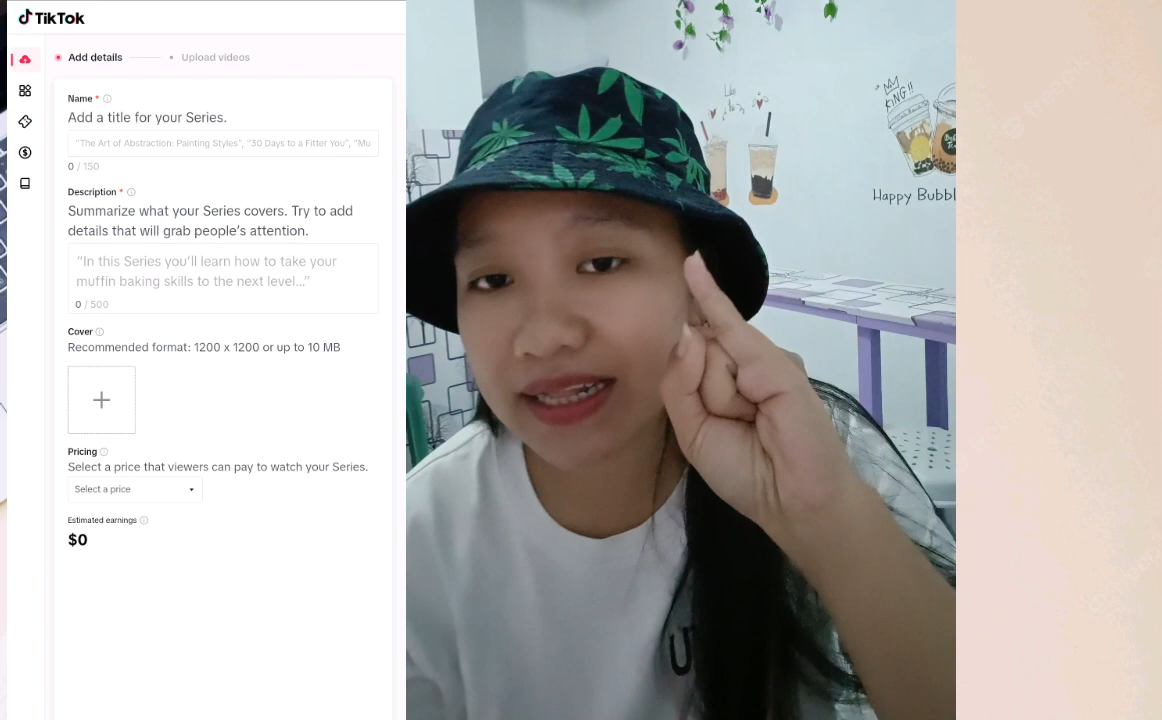 TikTok
Add details
Upload videos
Name *
Add a title for your Series.
"The Art of Abstraction: Painting Styles", "30 Days to a Fitter You", "Mu
0 / 150
Description *
Summarize what your Series covers. Try to add
details that will grab people's attention.
"In this Series you'll learn how to take your
muffin baking skills to the next level..."
0 / 500
Cover
Recommended format: 1200 x 1200 or up to 10 MB
Pricing
Select a price that viewers can pay to watch your Series.
Select a price
Estimated earnings
$0
KING!!
Happy Bubbl
U